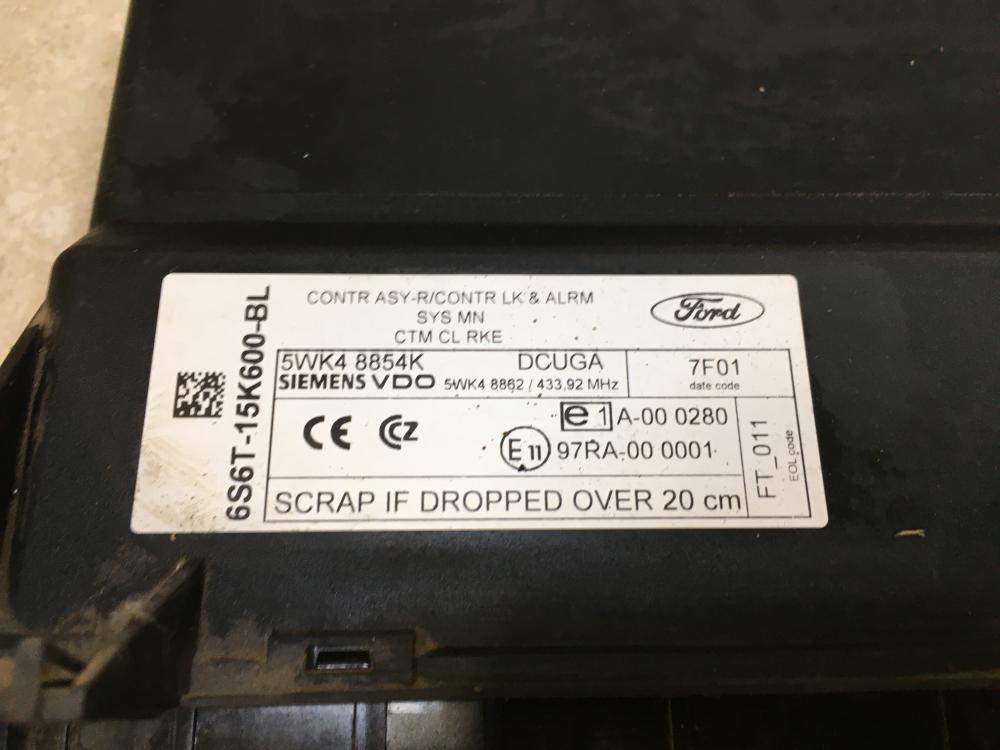 6S6T-15K600-BL
CONTR ASY-R/CONTR LK & ALRM
SYS MN
CTM CL RKE
Ford
5WK4 8854K DCUGA
SIEMENS VDO 5WK4 8862 / 433,92 MHz
7F01
date code
CE CCZ
e1 A-00 0280
E11 97RA-00 0001
FT_011
EOL code
SCRAP IF DROPPED OVER 20 cm